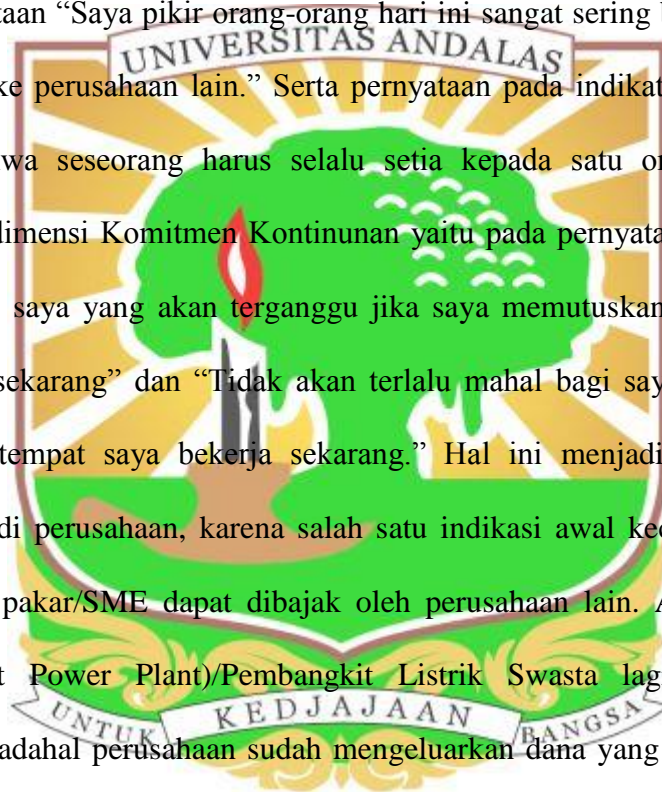 taan “Saya pikir orang-orang hari ini sangat sering
UNIVERSITAS ANDALAS
ke perusahaan lain.” Serta pernyataan pada indikat
wa seseorang harus selalu setia kepada satu or
dimensi Komitmen Kontinunan yaitu pada pernyata
saya yang akan terganggu jika saya memutuskan
sekarang” dan “Tidak akan terlalu mahal bagi say
tempat saya bekerja sekarang.” Hal ini menjadi
di perusahaan, karena salah satu indikasi awal ke
pakar/SME dapat dibajak oleh perusahaan lain. A
t Power Plant)/Pembangkit Listrik Swasta lag
UNTUK KEDJAJAAN BANGSA
adahal perusahaan sudah mengeluarkan dana yang